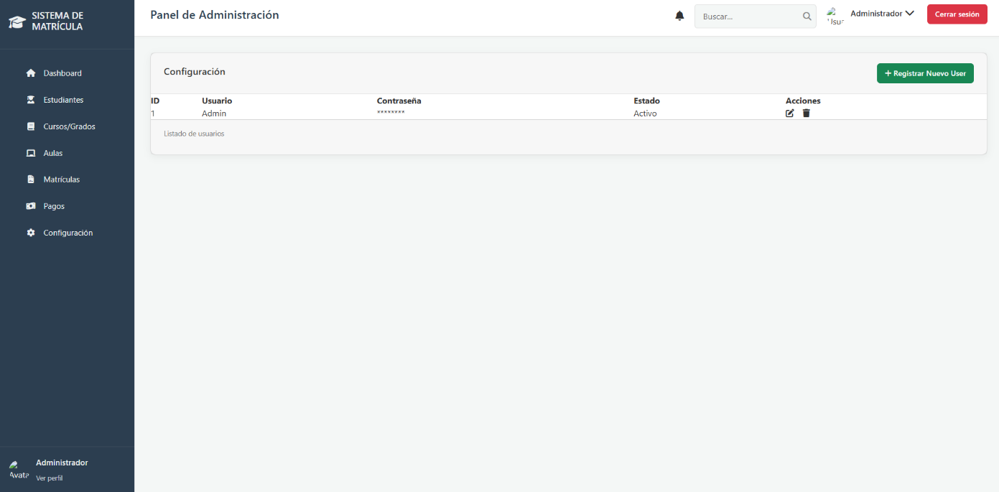 SISTEMA DE
MATRÍCULA
Panel de Administración
Buscar...
Usu
Administrador
Cerrar sesión
Dashboard
Estudiantes
Cursos/Grados
Aulas
Matrículas
Pagos
Configuración
Configuración
+ Registrar Nuevo User
ID Usuario Contraseña Estado Acciones
1 Admin ******** Activo
Listado de usuarios
Avata
Administrador
Ver perfil